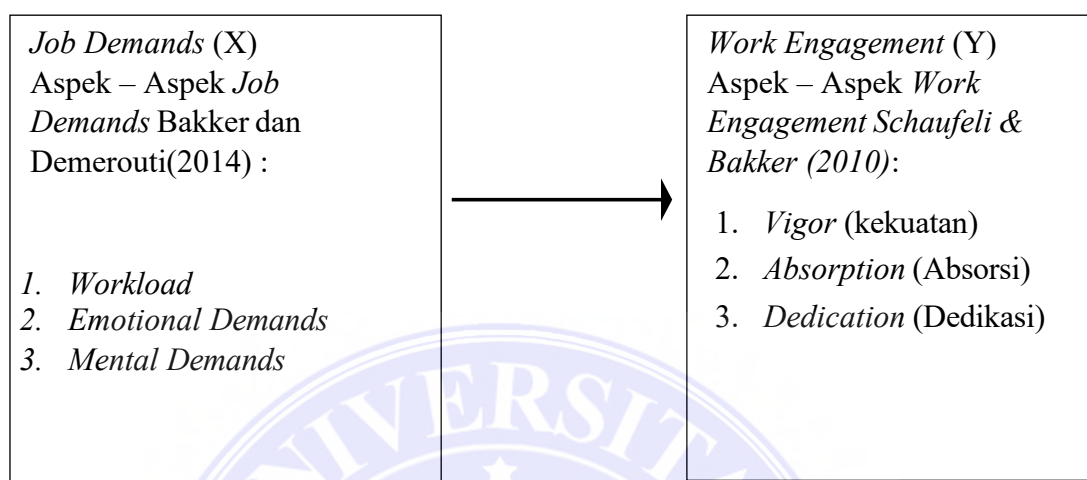 Job Demands (X)
Aspek – Aspek Job
Demands Bakker dan
Demerouti(2014) :
1. Workload
2. Emotional Demands
3. Mental Demands
Work Engagement (Y)
Aspek – Aspek Work
Engagement Schaufeli &
Bakker (2010):
1. Vigor (kekuatan)
2. Absorption (Absorsi)
3. Dedication (Dedikasi)
NIVERSITA